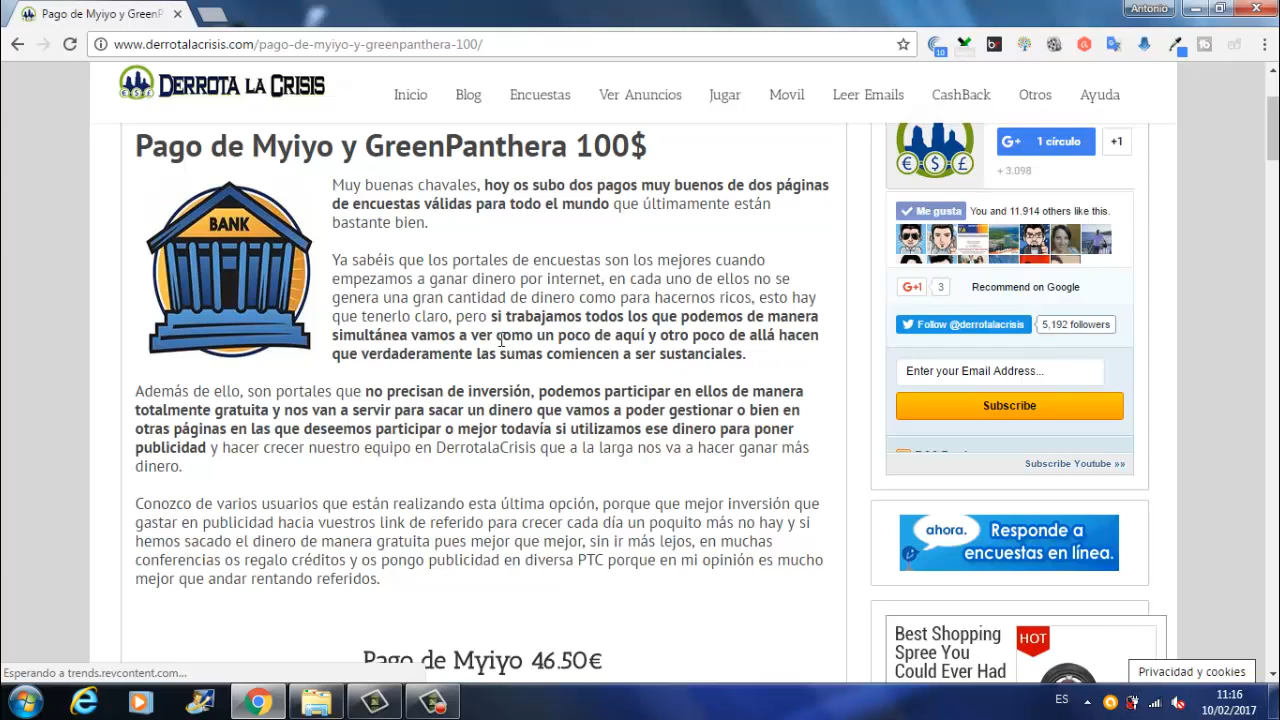 Pago de Myiyo y GreenP
Antonio
www.derrotalacrisis.com/pago-de-myiyo-y-greenpanthera-100/
10
DERROTA LA CRISIS
Inicio
Blog
Encuestas
Ver Anuncios
Jugar
Movil
Leer Emails
CashBack
Otros
Ayuda
Pago de Myiyo y GreenPanthera 100$
BANK
Muy buenas chavales, hoy os subo dos pagos muy buenos de dos páginas
de encuestas válidas para todo el mundo que últimamente están
bastante bien.
Ya sabéis que los portales de encuestas son los mejores cuando
empezamos a ganar dinero por internet, en cada uno de ellos no se
genera una gran cantidad de dinero como para hacernos ricos, esto hay
que tenerlo claro, pero si trabajamos todos los que podemos de manera
simultánea vamos a ver como un poco de aquí y otro poco de allá hacen
que verdaderamente las sumas comiencen a ser sustanciales.
Además de ello, son portales que no precisan de inversión, podemos participar en ellos de manera
totalmente gratuita y nos van a servir para sacar un dinero que vamos a poder gestionar o bien en
otras páginas en las que deseemos participar o mejor todavía si utilizamos ese dinero para poner
publicidad y hacer crecer nuestro equipo en DerrotalaCrisis que a la larga nos va a hacer ganar más
dinero.
Conozco de varios usuarios que están realizando esta última opción, porque que mejor inversión que
gastar en publicidad hacia vuestros link de referido para crecer cada día un poquito más no hay y si
hemos sacado el dinero de forma gratuita pues mejor que mejor, sin ir más lejos, en muchas
conferencias os regalo créditos y os pongo publicidad en diversa PTC porque en mi opinión es mucho
mejor que andar rentando referidos.
Pago de Myiyo 46.50€
€ $ £
G+ 1 círculo
+1
+ 3.098
Me gusta
You and 11.914 others like this.
G+1
3
Recommend on Google
Follow @derrotalacrisis
5,192 followers
Enter your Email Address...
Subscribe
Subscribe Youtube »»
ahora.
Responde a
encuestas en línea.
Best Shopping
Spree You
Could Ever Had
HOT
Privacidad y cookies
Esperando a trends.revcontent.com...
ES
11:16
10/02/2017